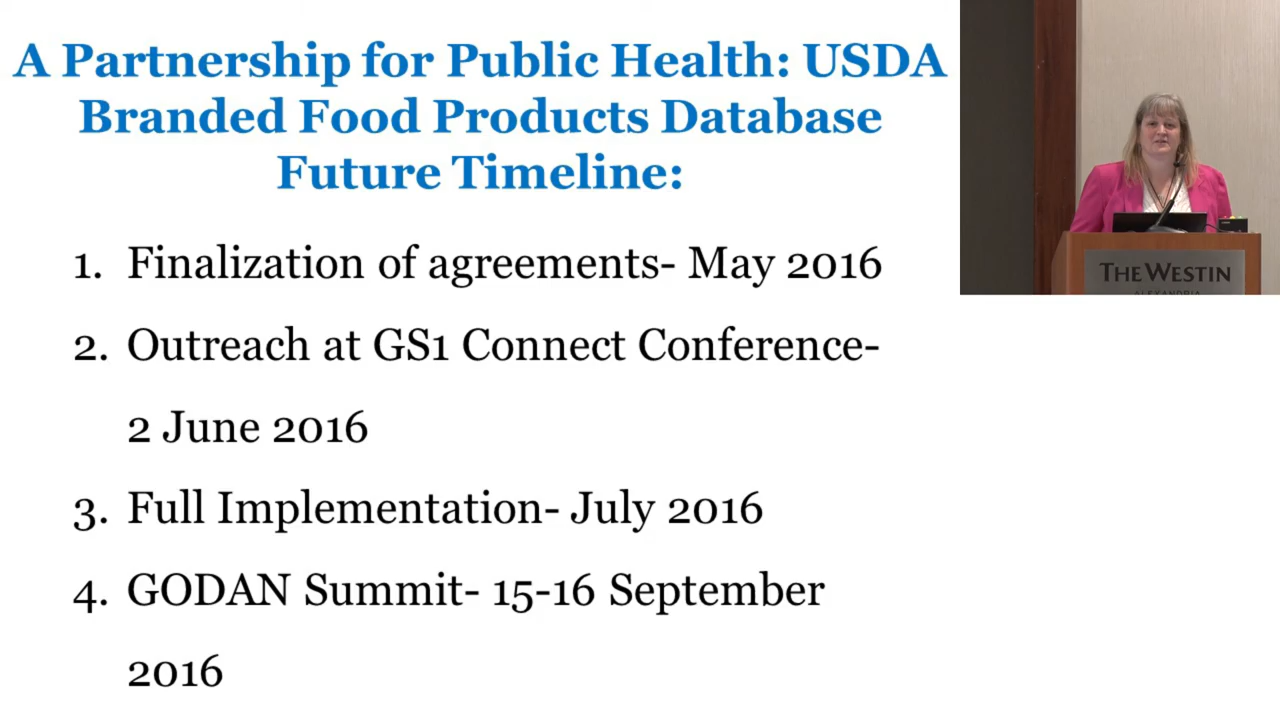 A Partnership for Public Health: USDA
Branded Food Products Database
Future Timeline:
1. Finalization of agreements- May 2016
2. Outreach at GS1 Connect Conference-
2 June 2016
3. Full Implementation- July 2016
4. GODAN Summit- 15-16 September
2016
THE WESTIN
ALEXANDRIA